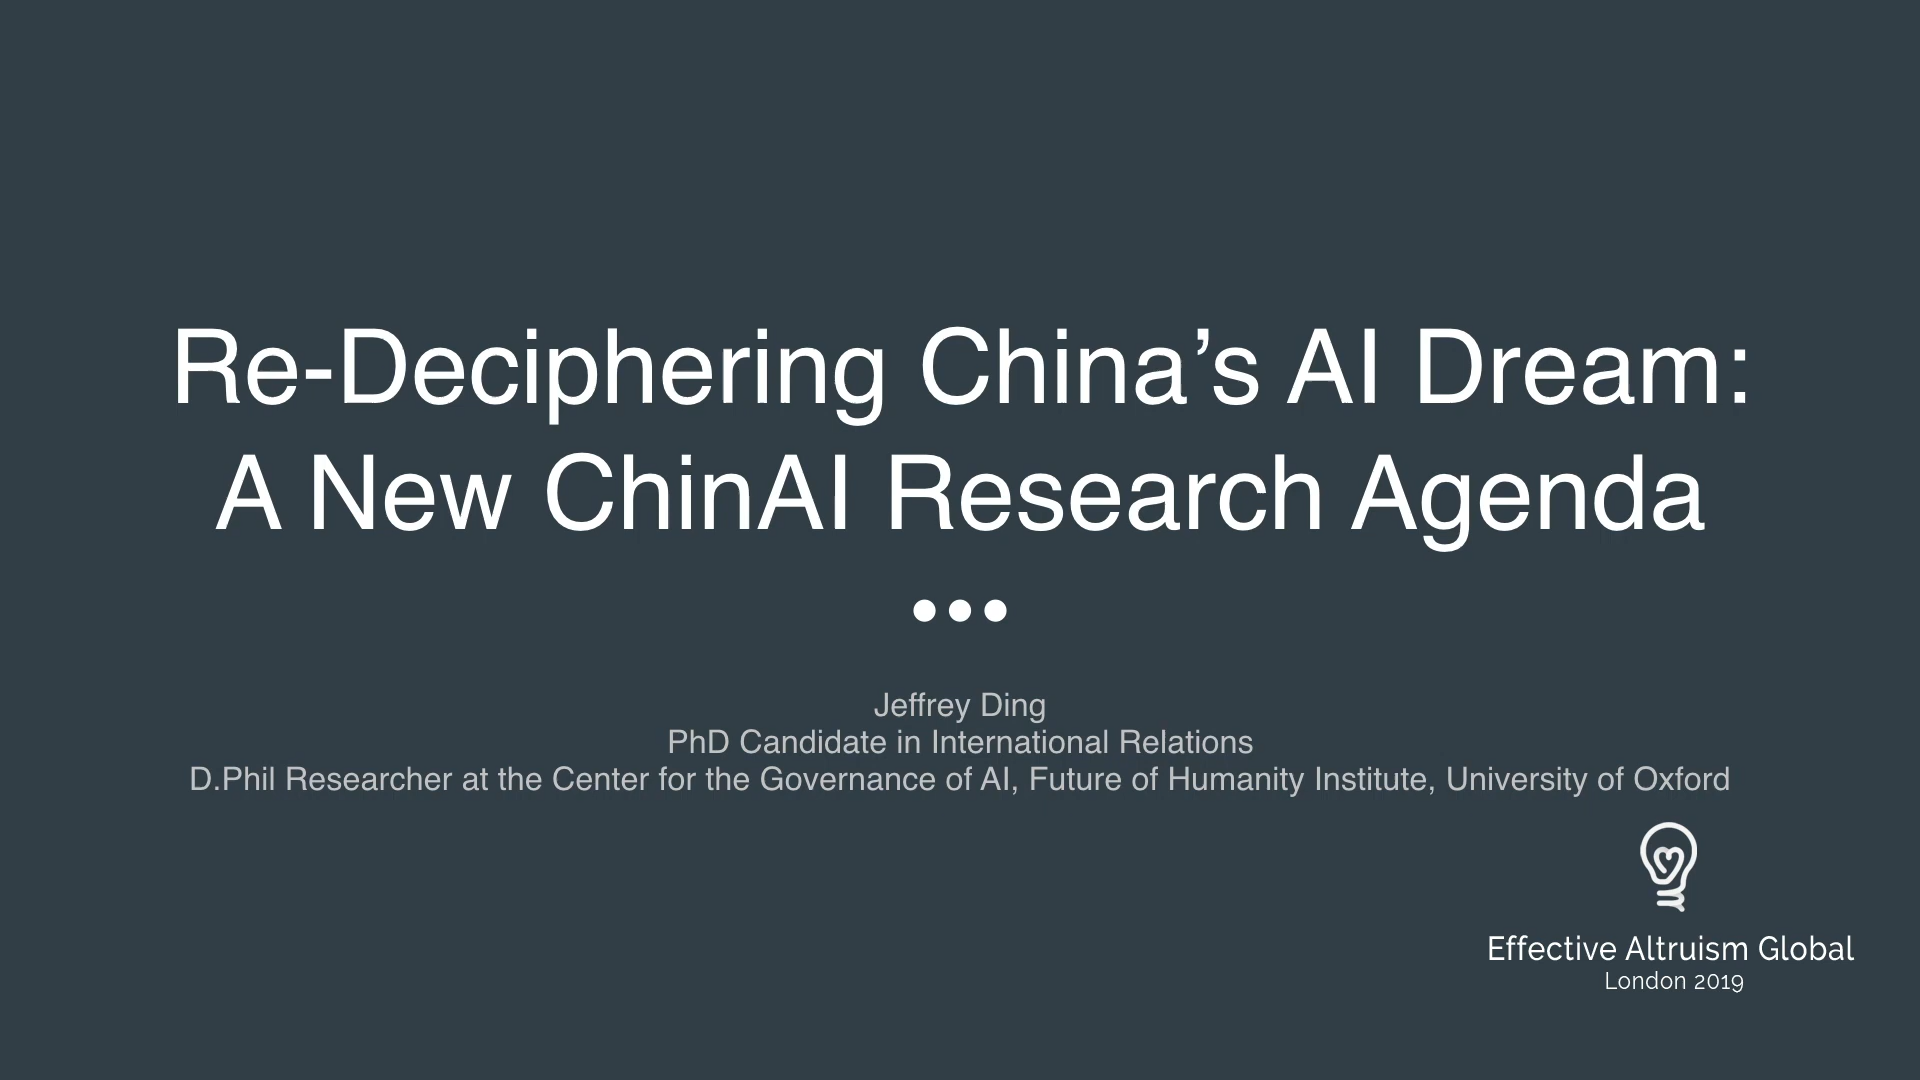 Re-Deciphering China’s AI Dream:
A New ChinAI Research Agenda
Jeffrey Ding
PhD Candidate in International Relations
D.Phil Researcher at the Center for the Governance of AI, Future of Humanity Institute, University of Oxford
Effective Altruism Global
London 2019